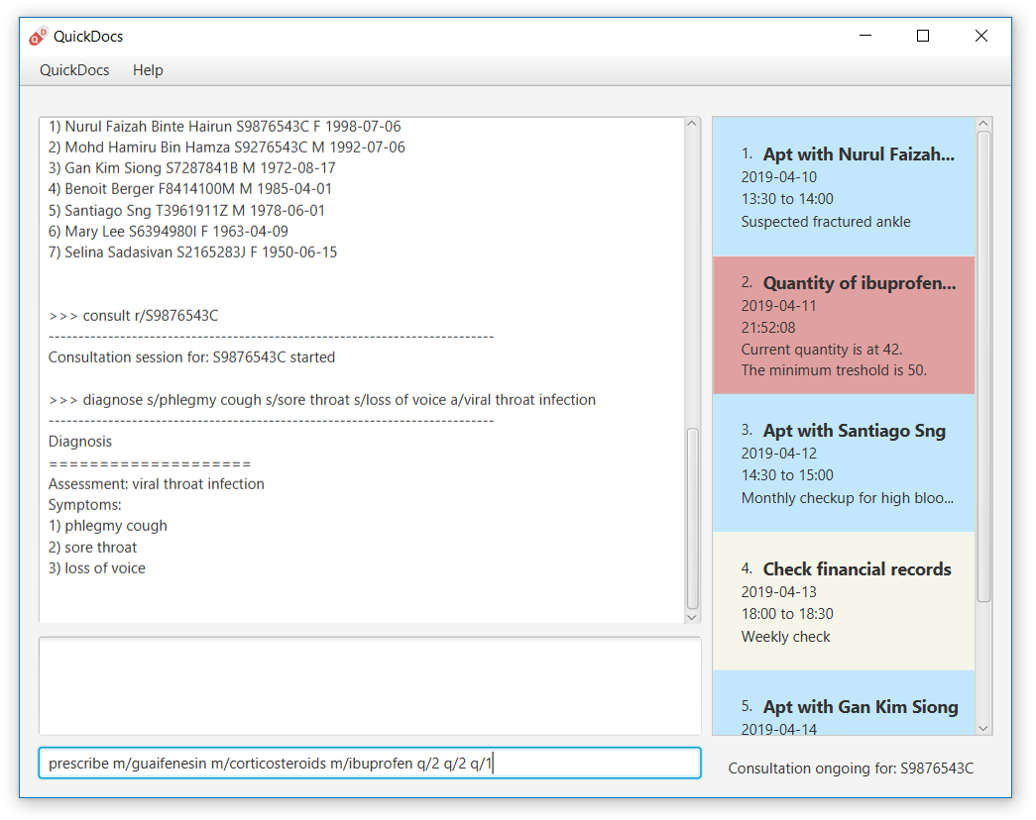 QuickDocs
QuickDocs Help
1) Nurul Faizah Binte Hairun S9876543C F 1998-07-06
2) Mohd Hamiru Bin Hamza S9276543C M 1992-07-06
3) Gan Kim Siong S7287841B M 1972-08-17
4) Benoit Berger F8414100M M 1985-04-01
5) Santiago Sng T3961911Z M 1978-06-01
6) Mary Lee S6394980I F 1963-04-09
7) Selina Sadasivan S2165283J F 1950-06-15
>>> consult r/S9876543C
--------------------------------------------------------------------------------
Consultation session for: S9876543C started
>>> diagnose s/phlegmy cough s/sore throat s/loss of voice a/viral throat infection
--------------------------------------------------------------------------------
Diagnosis
====================
Assessment: viral throat infection
Symptoms:
1) phlegmy cough
2) sore throat
3) loss of voice
prescribe m/guaifenesin m/corticosteroids m/ibuprofen q/2 q/2 q/1
1. Apt with Nurul Faizah...
2019-04-10
13:30 to 14:00
Suspected fractured ankle
2. Quantity of ibuprofen...
2019-04-11
21:52:08
Current quantity is at 42.
The minimum treshold is 50.
3. Apt with Santiago Sng
2019-04-12
14:30 to 15:00
Monthly checkup for high bloo...
4. Check financial records
2019-04-13
18:00 to 18:30
Weekly check
5. Apt with Gan Kim Siong
2019-04-14
Consultation ongoing for: S9876543C